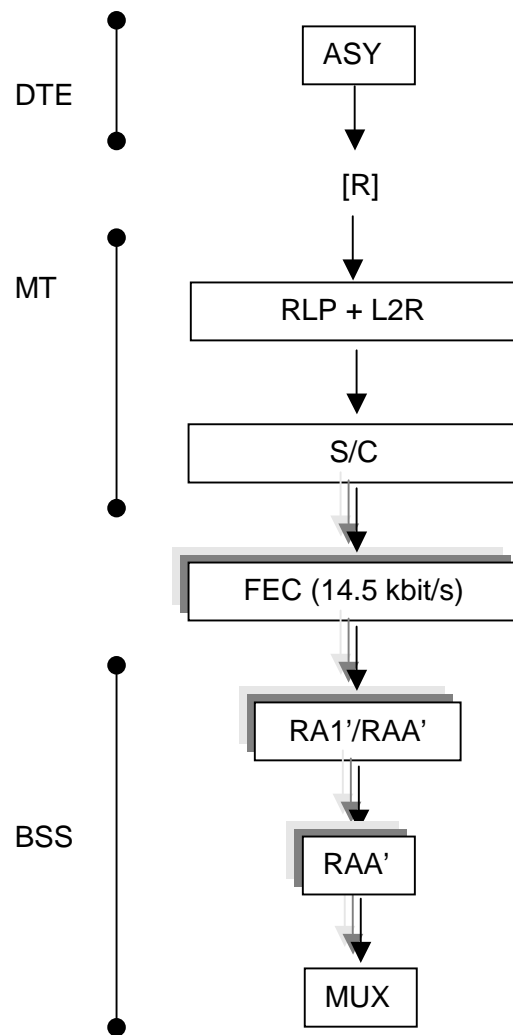 ASY
DTE
[R]
MT
RLP + L2R
S/C
FEC (14.5 kbit/s)
RA1’/RAA’
BSS
RAA’
MUX